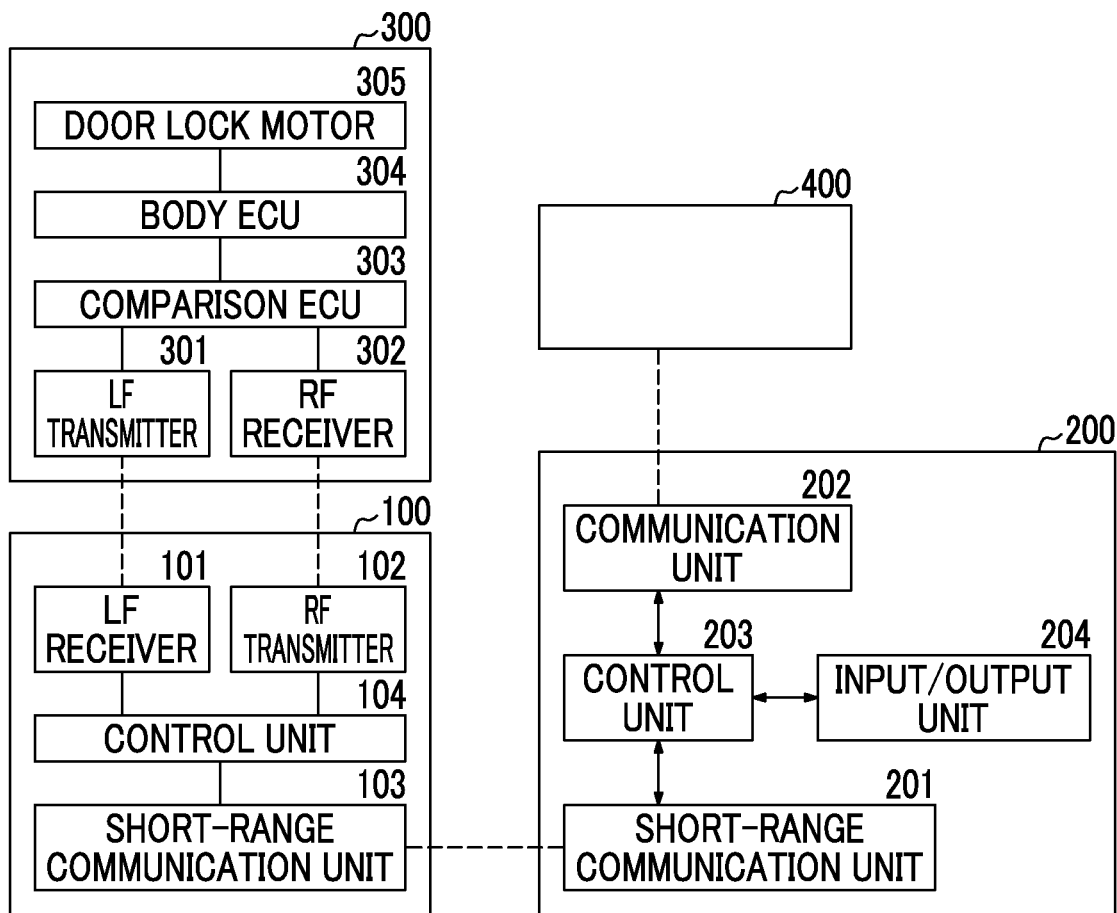 300
305
DOOR LOCK MOTOR
304
BODY ECU
303
COMPARISON ECU
301
LF
TRANSMITTER
302
RF
RECEIVER
100
101
LF
RECEIVER
102
RF
TRANSMITTER
104
CONTROL UNIT
103
SHORT-RANGE
COMMUNICATION UNIT
400
200
202
COMMUNICATION
UNIT
203
CONTROL
UNIT
204
INPUT/OUTPUT
UNIT
201
SHORT-RANGE
COMMUNICATION UNIT